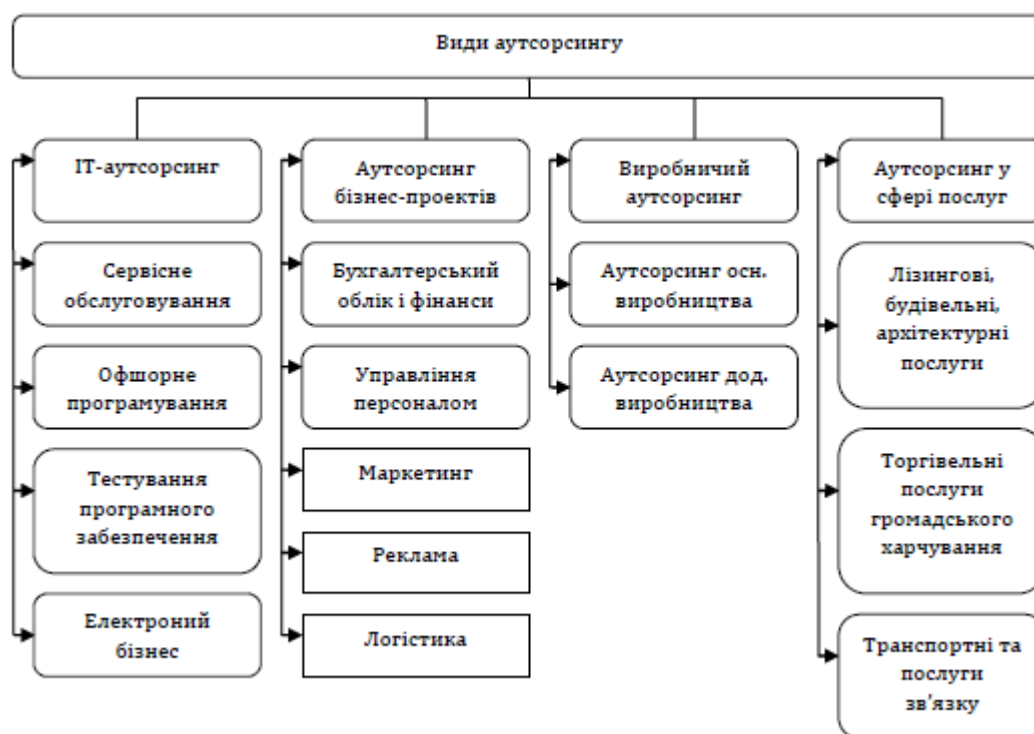 Види аутсорсингу
ІТ-аутсорсинг
Сервісне
обслуговування
Офшорне
програмування
Тестування
програмного
забезпечення
Електроний
бізнес
Аутсорсинг
бізнес-проектів
Бухгалтерський
облік і фінанси
Управління
персоналом
Маркетинг
Реклама
Логістика
Виробничий
аутсорсинг
Аутсорсинг осн.
виробництва
Аутсорсинг дод.
виробництва
Аутсорсинг у
сфері послуг
Лізингові,
будівельні,
архітектурні
послуги
Торгівельні
послуги
громадського
харчування
Транспортні та
послуги
зв'язку